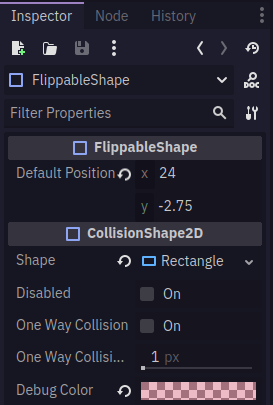 Inspector Node History
FlippableShape
DOC
Filter Properties
FlippableShape
Default Position x 24
y -2.75
CollisionShape2D
Shape Rectangle
Disabled On
One Way Collision On
One Way Collisi... 1 px
Debug Color